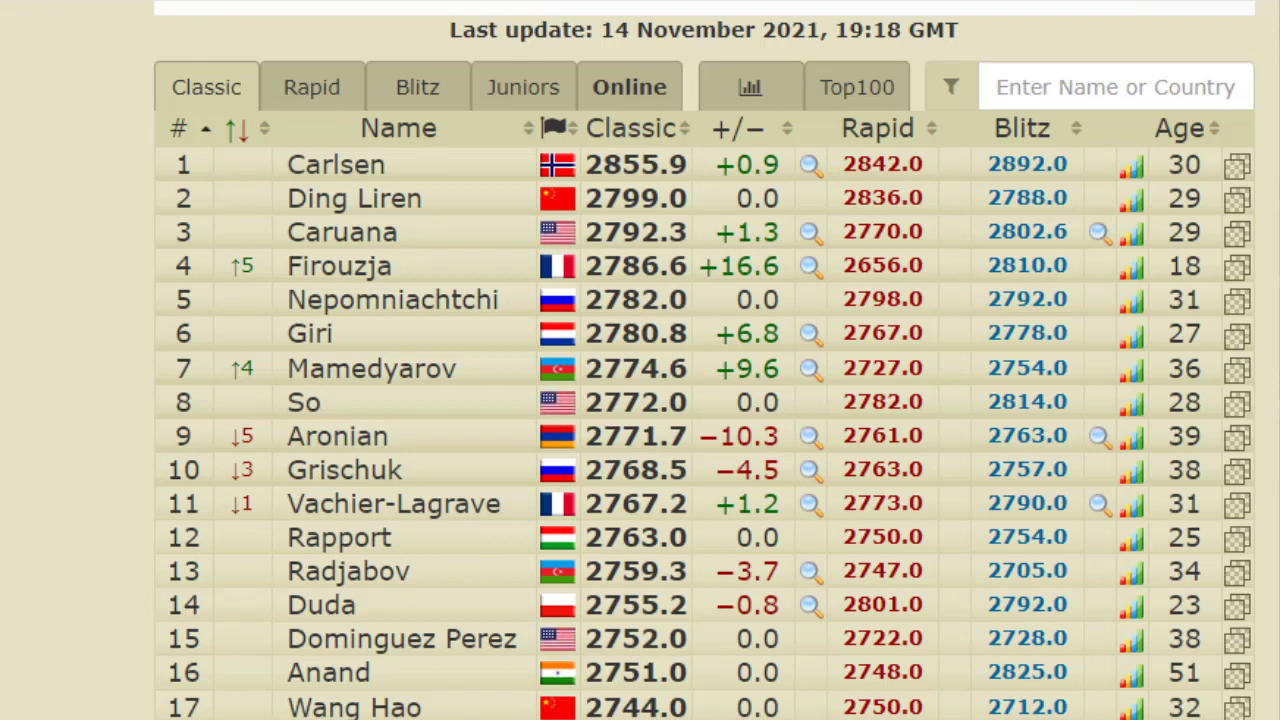 Last update: 14 November 2021, 19:18 GMT
Classic Rapid Blitz Juniors Online Top100 Enter Name or Country
# ↑↓ Name Classic +/− Rapid Blitz Age
1 Carlsen 2855.9 +0.9 2842.0 2892.0 30
2 Ding Liren 2799.0 0.0 2836.0 2788.0 29
3 Caruana 2792.3 +1.3 2770.0 2802.6 29
4 ↑5 Firouzja 2786.6 +16.6 2656.0 2810.0 18
5 Nepomniachtchi 2782.0 0.0 2798.0 2792.0 31
6 Giri 2780.8 +6.8 2767.0 2778.0 27
7 ↑4 Mamedyarov 2774.6 +9.6 2727.0 2754.0 36
8 So 2772.0 0.0 2782.0 2814.0 28
9 ↓5 Aronian 2771.7 −10.3 2761.0 2763.0 39
10 ↓3 Grischuk 2768.5 −4.5 2763.0 2757.0 38
11 ↓1 Vachier-Lagrave 2767.2 +1.2 2773.0 2790.0 31
12 Rapport 2763.0 0.0 2750.0 2754.0 25
13 Radjabov 2759.3 −3.7 2747.0 2705.0 34
14 Duda 2755.2 −0.8 2801.0 2792.0 23
15 Dominguez Perez 2752.0 0.0 2722.0 2728.0 38
16 Anand 2751.0 0.0 2748.0 2825.0 51
17 Wang Hao 2744.0 0.0 2750.0 2712.0 32